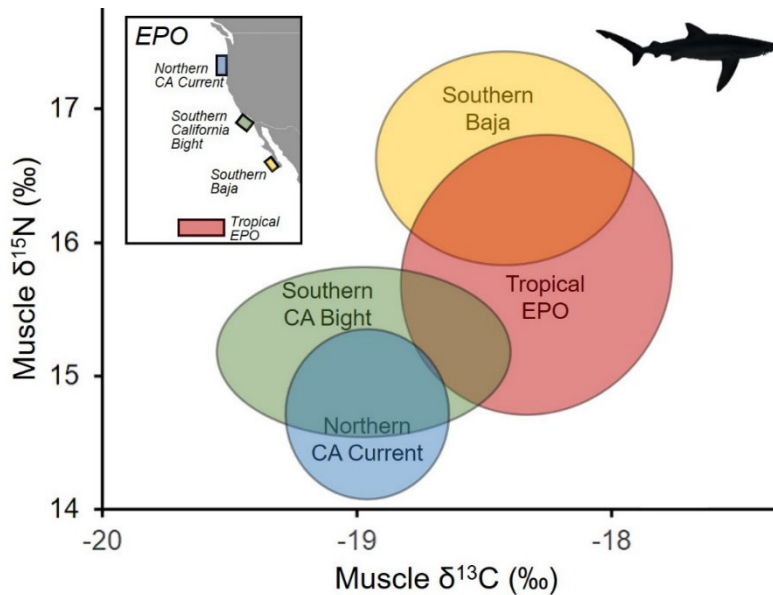 EPO
Northern
CA Current
Southern
California
Bight
Southern
Baja
Tropical
EPO
Southern
Baja
Tropical
EPO
Southern
CA Bight
Northern
CA Current
Muscle δ¹⁵N (‰)
17
16
15
14
-20
-19
-18
Muscle δ¹³C (‰)